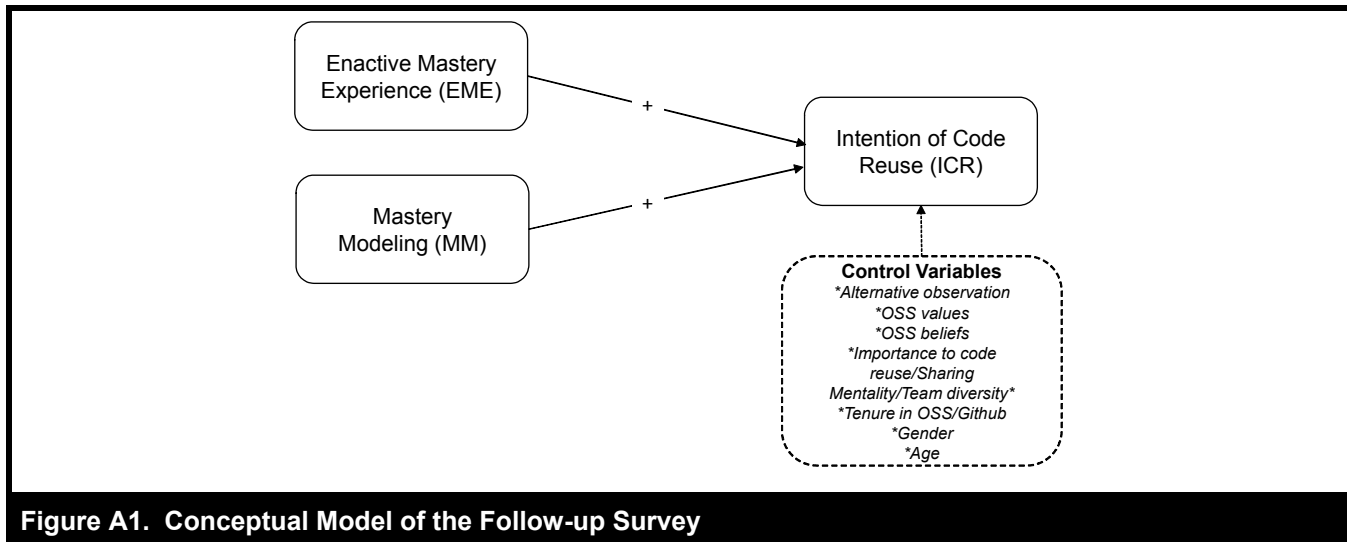 Enactive Mastery
Experience (EME)
+
Intention of Code
Reuse (ICR)
+
Mastery
Modeling (MM)
Control Variables
*Alternative observation
*OSS values
*OSS beliefs
*Importance to code
reuse/Sharing
Mentality/Team diversity*
*Tenure in OSS/Github
*Gender
*Age
Figure A1. Conceptual Model of the Follow-up Survey